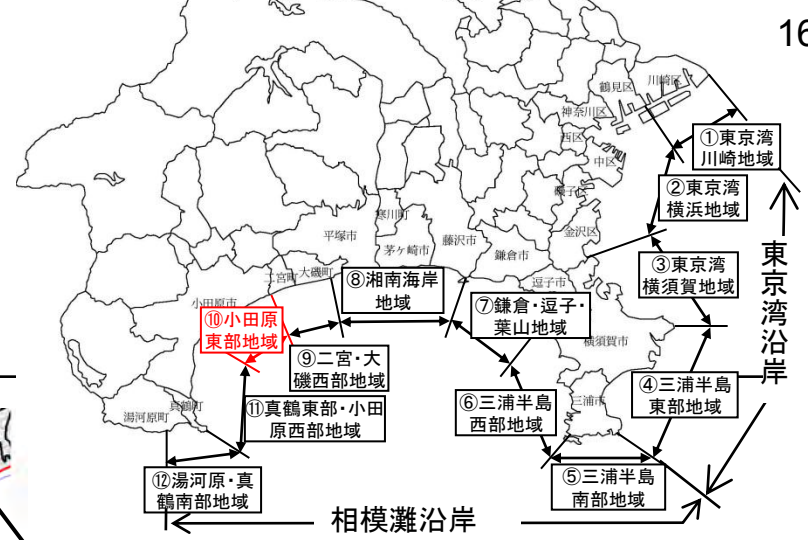 16
川崎区
鶴見区
神奈川区
西区
中区
磯子区
金沢区
①東京湾
川崎地域
②東京湾
横浜地域
③東京湾
横須賀地域
東京湾沿岸
寒川町
平塚市
茅ヶ崎市
藤沢市
鎌倉市
逗子市
二宮町
大磯町
小田原市
⑧湘南海岸
地域
⑦鎌倉・逗子・
葉山地域
⑩小田原
東部地域
⑨二宮・大
磯西部地域
横須賀市
④三浦半島
東部地域
⑥三浦半島
西部地域
三浦市
真鶴町
湯河原町
⑪真鶴東部・小田
原西部地域
⑤三浦半島
南部地域
⑫湯河原・真
鶴南部地域
相模灘沿岸